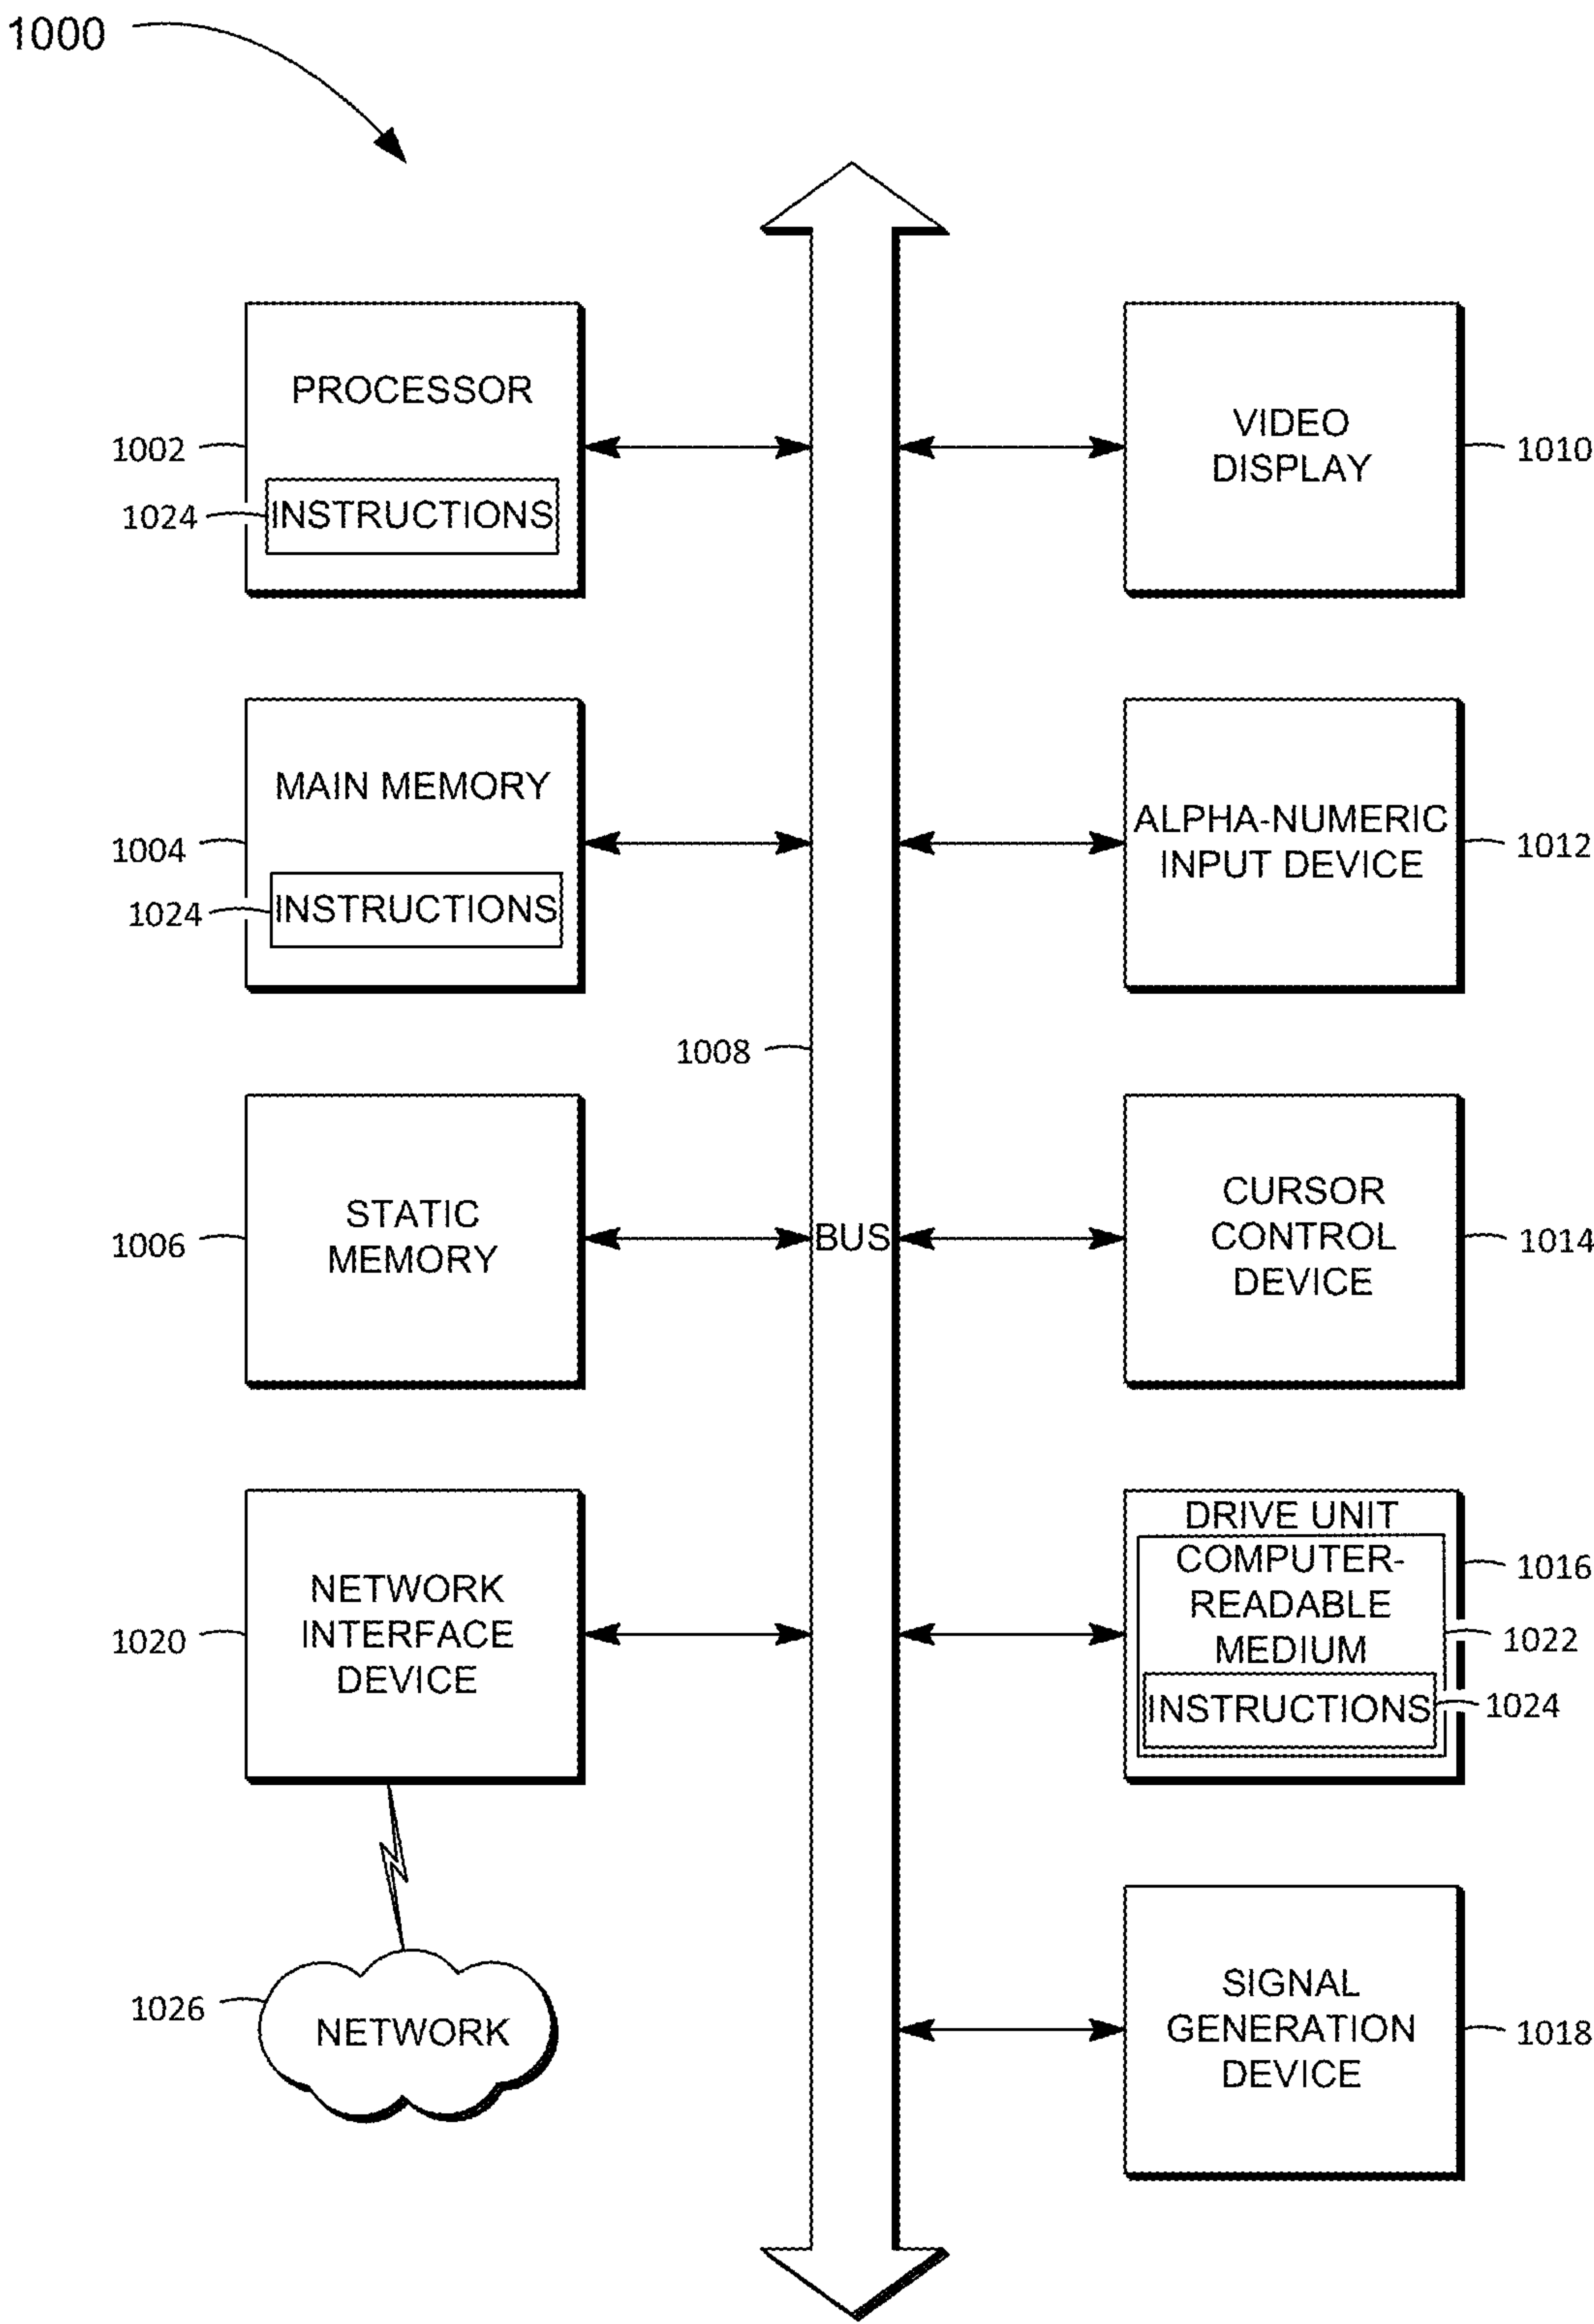 1000
PROCESSOR
1002
1024
INSTRUCTIONS
VIDEO
DISPLAY
1010
MAIN MEMORY
1004
1024
INSTRUCTIONS
ALPHA-NUMERIC
INPUT DEVICE
1012
1008
STATIC
MEMORY
1006
BUS
CURSOR
CONTROL
DEVICE
1014
NETWORK
INTERFACE
DEVICE
1020
DRIVE UNIT
COMPUTER-
READABLE
MEDIUM
INSTRUCTIONS
1016
1022
1024
1026
NETWORK
SIGNAL
GENERATION
DEVICE
1018